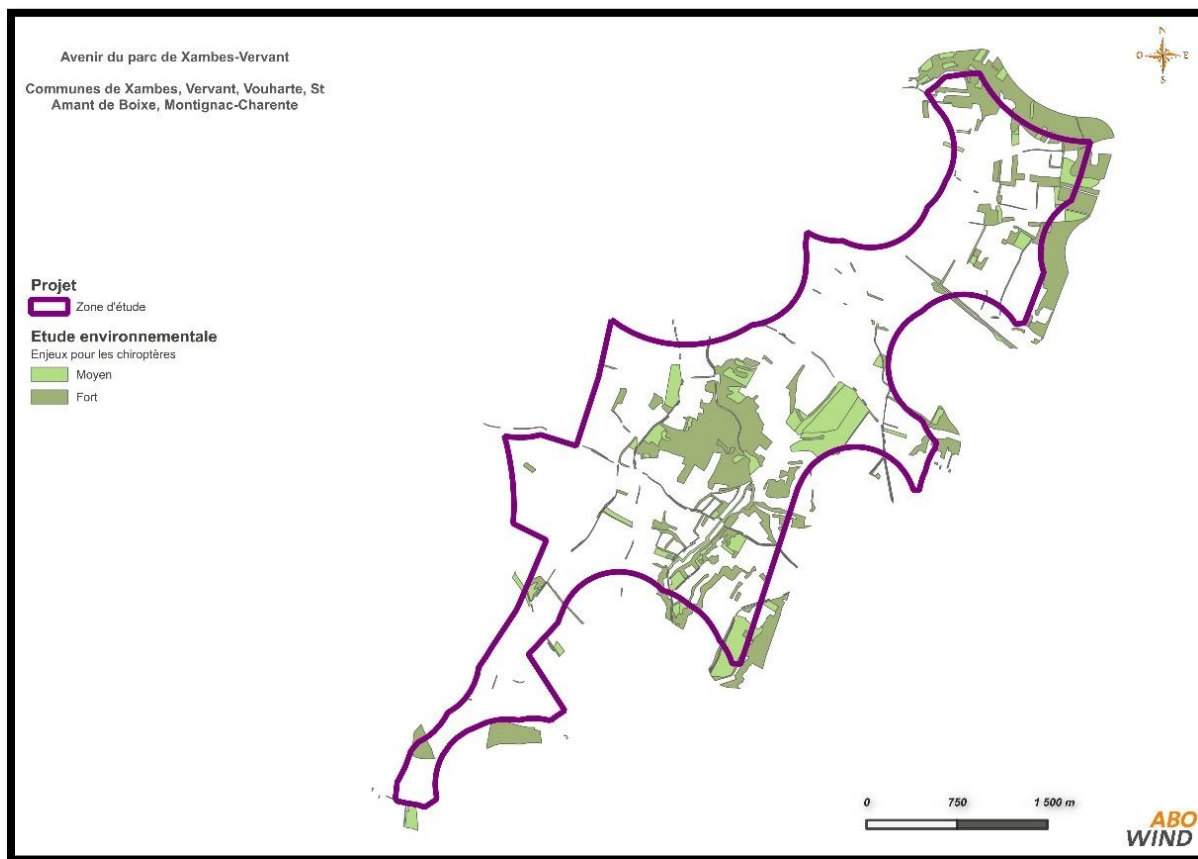 Avenir du parc de Xambes-Vervant
Communes de Xambes, Vervant, Vouharte, St
Amant de Boixe, Montignac-Charente
N
O
E
S
Projet
Zone d'étude
Etude environnementale
Enjeux pour les chiroptères
Moyen
Fort
0 750 1 500 m
ABO
WIND